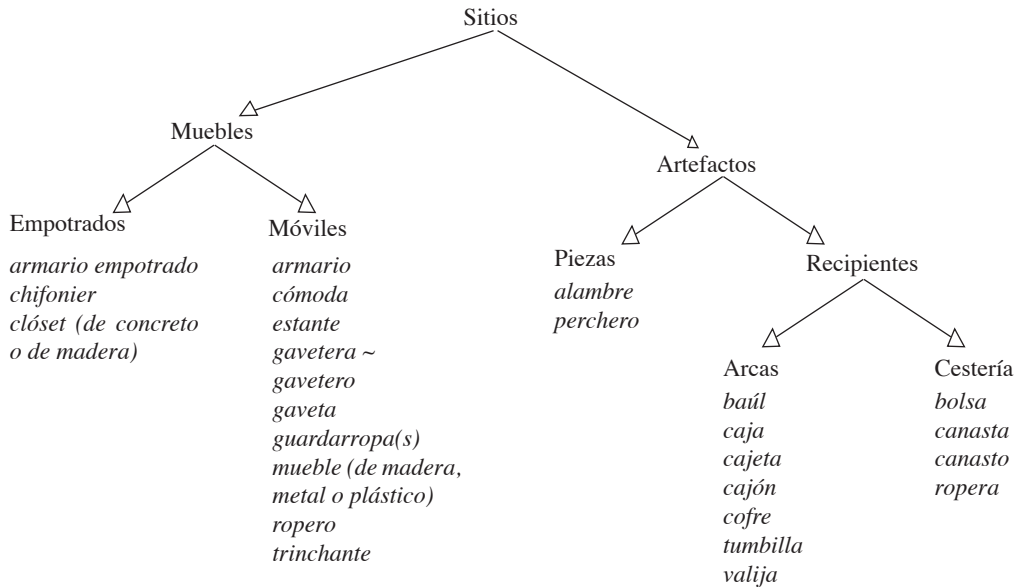 Sitios
Muebles
Artefactos
Empotrados
armario empotrado
chifonier
clóset (de concreto
o de madera)
Móviles
armario
cómoda
estante
gavetera ~
gavetero
gaveta
guardarropa(s)
mueble (de madera,
metal o plástico)
ropero
trinchante
Piezas
alambre
perchero
Recipientes
Arcas
baúl
caja
cajeta
cajón
cofre
tumbilla
valija
Cestería
bolsa
canasta
canasto
ropera